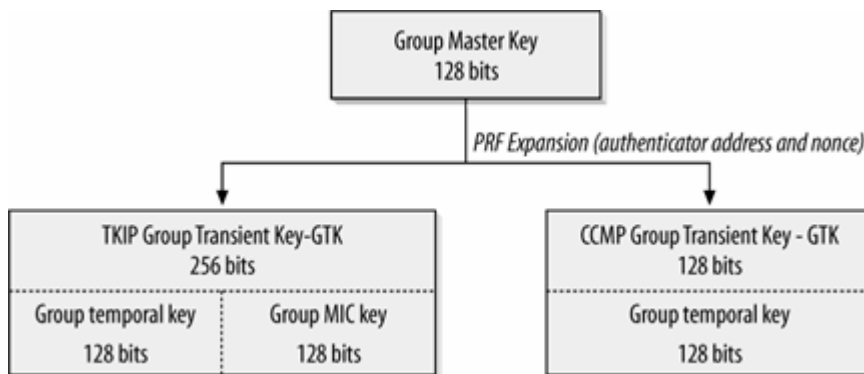 Group Master Key
128 bits
PRF Expansion (authenticator address and nonce)
TKIP Group Transient Key-GTK
256 bits
Group temporal key
128 bits
Group MIC key
128 bits
CCMP Group Transient Key - GTK
128 bits
Group temporal key
128 bits